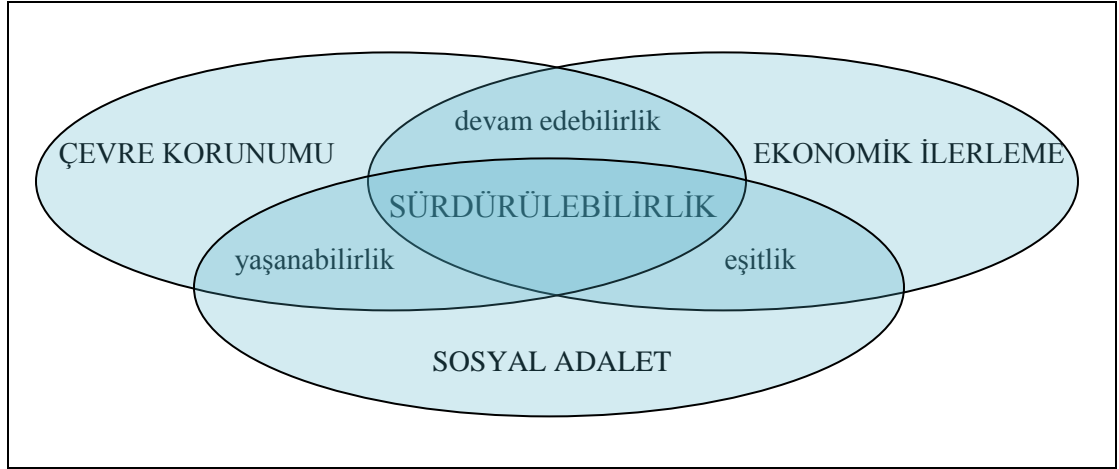 devam edebilirlik
ÇEVRE KORUNUMU
EKONOMİK İLERLEME
SÜRDÜRÜLEBİLİRLİK
yaşanabilirlik
eşitlik
SOSYAL ADALET